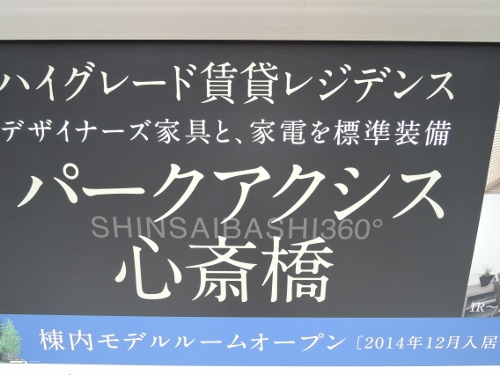 ハイグレード賃貸レジデンス
デザイナーズ家具と、家電を標準装備
パークアクシス
SHINSAIBASHI360°
心斎橋
1R～
棟内モデルルームオープン [2014年12月入居